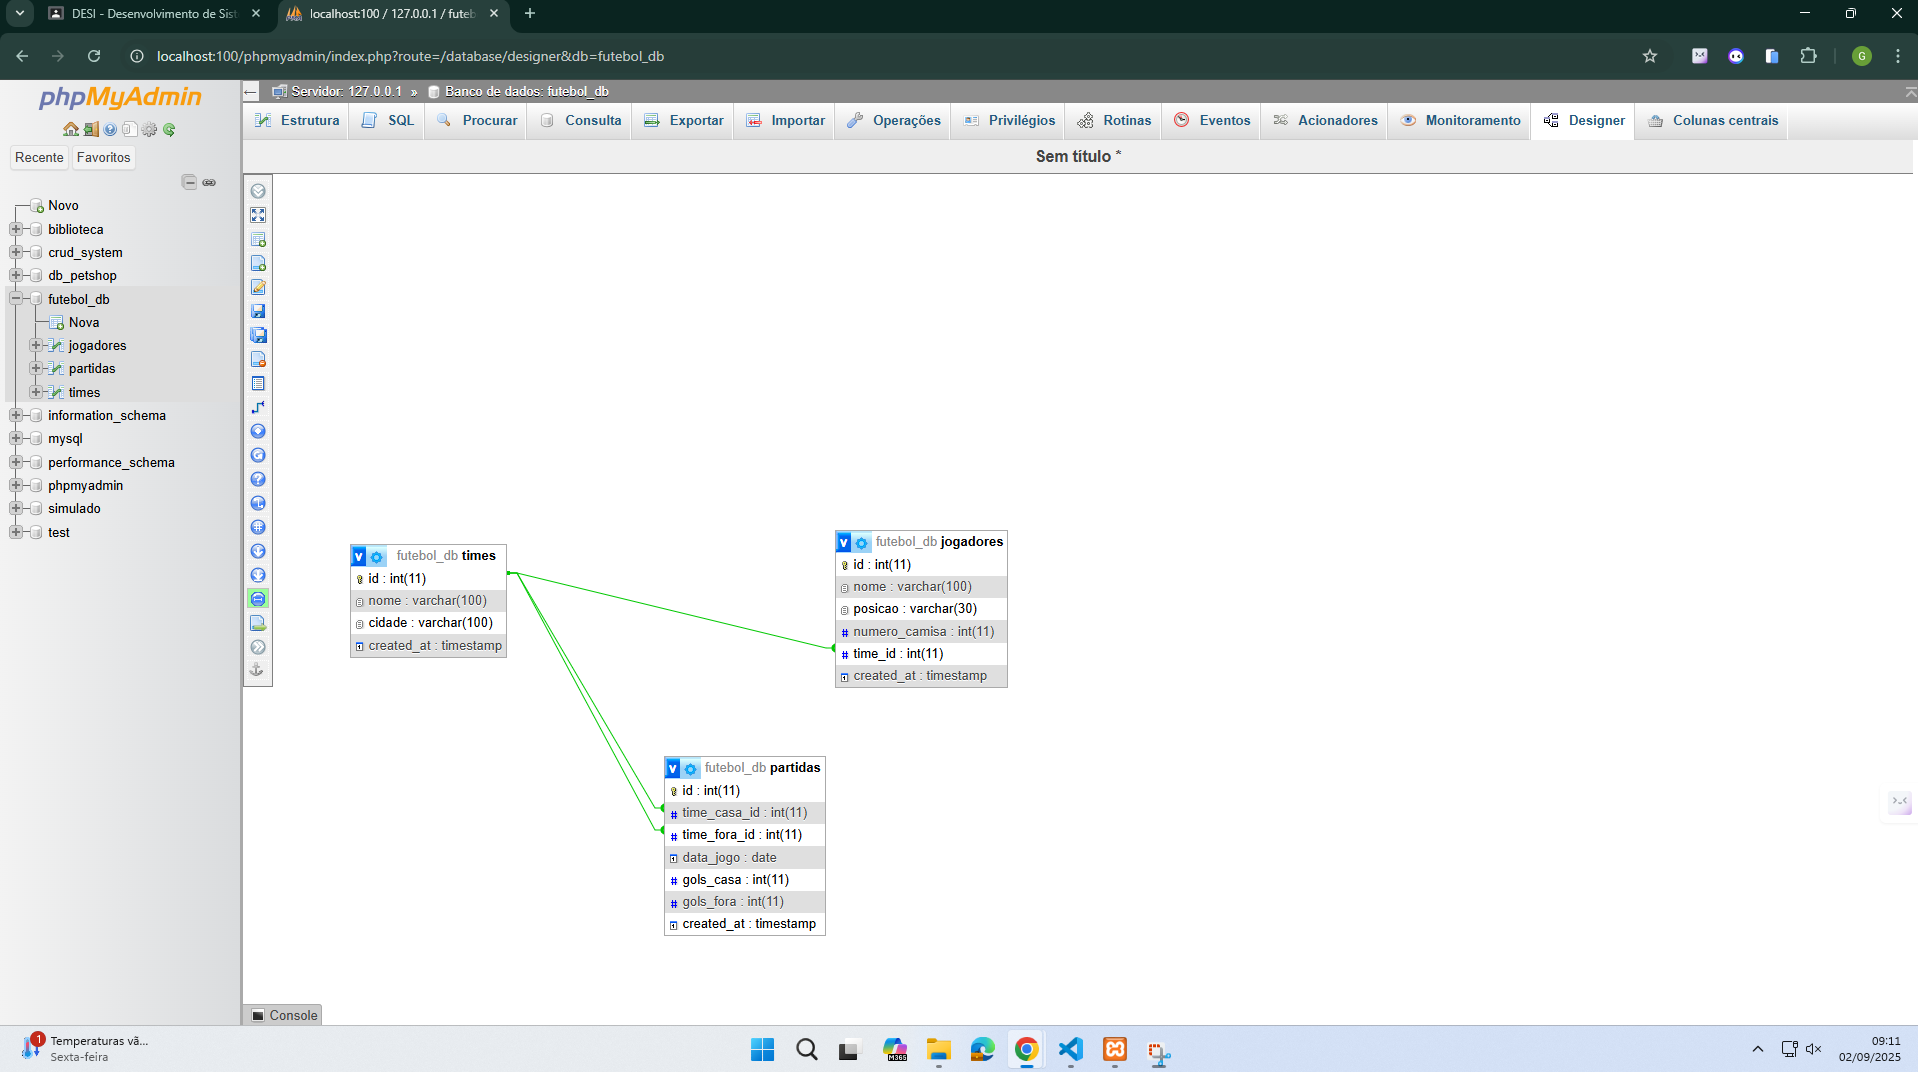 DESI - Desenvolvimento de Sist
localhost:100 / 127.0.0.1 / futeb
localhost:100/phpmyadmin/index.php?route=/database/designer&db=futebol_db
G
phpMyAdmin
Recente
Favoritos
Novo
biblioteca
crud_system
db_petshop
futebol_db
Nova
jogadores
partidas
times
information_schema
mysql
performance_schema
phpmyadmin
simulado
test
Servidor: 127.0.0.1 » Banco de dados: futebol_db
Estrutura
SQL
Procurar
Consulta
Exportar
Importar
Operações
Privilégios
Rotinas
Eventos
Acionadores
Monitoramento
Designer
Colunas centrais
Sem título *
v futebol_db times
id : int(11)
nome : varchar(100)
cidade : varchar(100)
created_at : timestamp
v futebol_db jogadores
id : int(11)
nome : varchar(100)
posicao : varchar(30)
# numero_camisa : int(11)
# time_id : int(11)
created_at : timestamp
v futebol_db partidas
id : int(11)
# time_casa_id : int(11)
# time_fora_id : int(11)
data_jogo : date
# gols_casa : int(11)
# gols_fora : int(11)
created_at : timestamp
Console
1
Temperaturas vã...
Sexta-feira
M365
09:11
02/09/2025